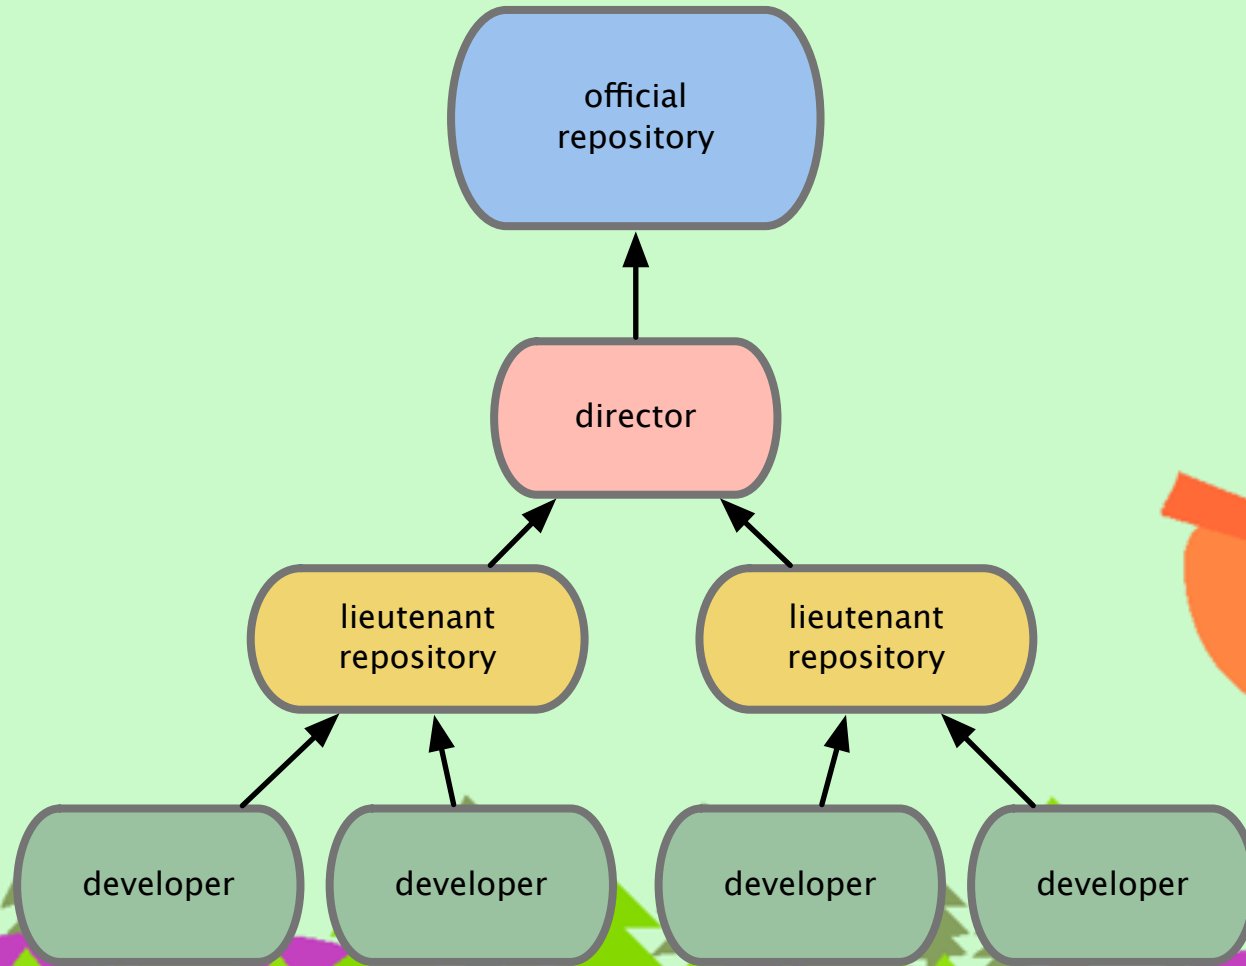 official
repository
director
lieutenant
repository
lieutenant
repository
developer
developer
developer
developer